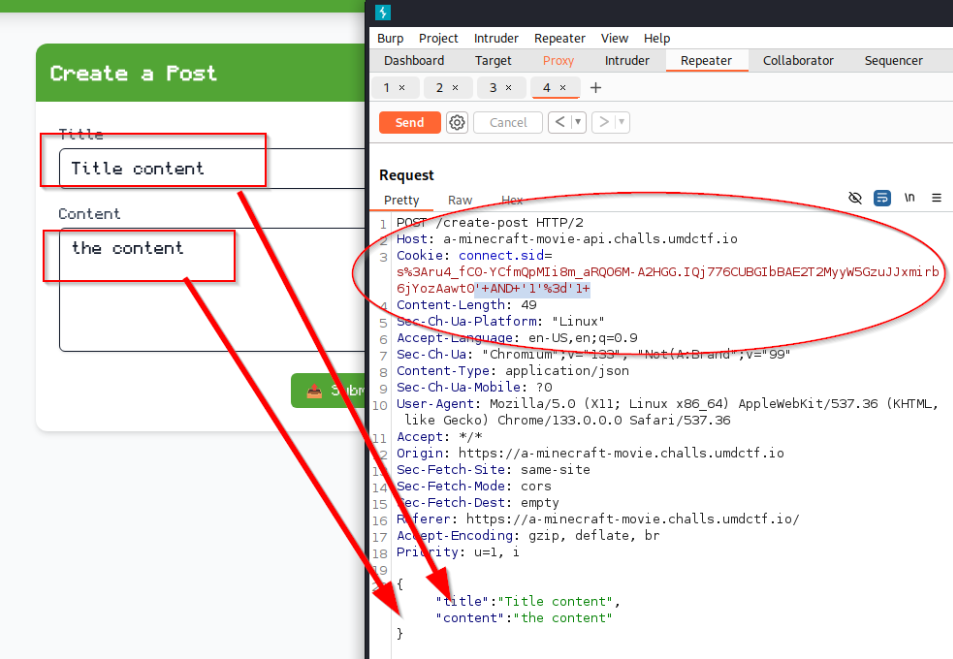 Create a Post
Title
Title content
Content
the content
Burp Project Intruder Repeater View Help
Dashboard Target Proxy Intruder Repeater Collaborator Sequencer
1 × 2 × 3 × 4 × +
Send Cancel < >
Request
Pretty Raw Hex \n
1 POST /create-post HTTP/2
2 Host: a-minecraft-movie-api.challs.umdctf.io
3 Cookie: connect.sid=
s%3Aru4_fC0-YCfmQpMIi8m_aRQO6M-A2HGG.IQj776CUBGIbBAE2T2MyyW5GzuJJxmirb
6jYozAawtO'+AND+'1'%3d'1+
4 Content-Length: 49
5 Sec-Ch-Ua-Platform: "Linux"
6 Accept-Language: en-US,en;q=0.9
7 Sec-Ch-Ua: "Chromium";v="133", "Not(A:Brand";v="99"
8 Content-Type: application/json
9 Sec-Ch-Ua-Mobile: ?0
10 User-Agent: Mozilla/5.0 (X11; Linux x86_64) AppleWebKit/537.36 (KHTML,
like Gecko) Chrome/133.0.0.0 Safari/537.36
11 Accept: */*
12 Origin: https://a-minecraft-movie.challs.umdctf.io
13 Sec-Fetch-Site: same-site
14 Sec-Fetch-Mode: cors
15 Sec-Fetch-Dest: empty
16 Referer: https://a-minecraft-movie.challs.umdctf.io/
17 Accept-Encoding: gzip, deflate, br
18 Priority: u=1, i
19
{
"title":"Title content",
"content":"the content"
}